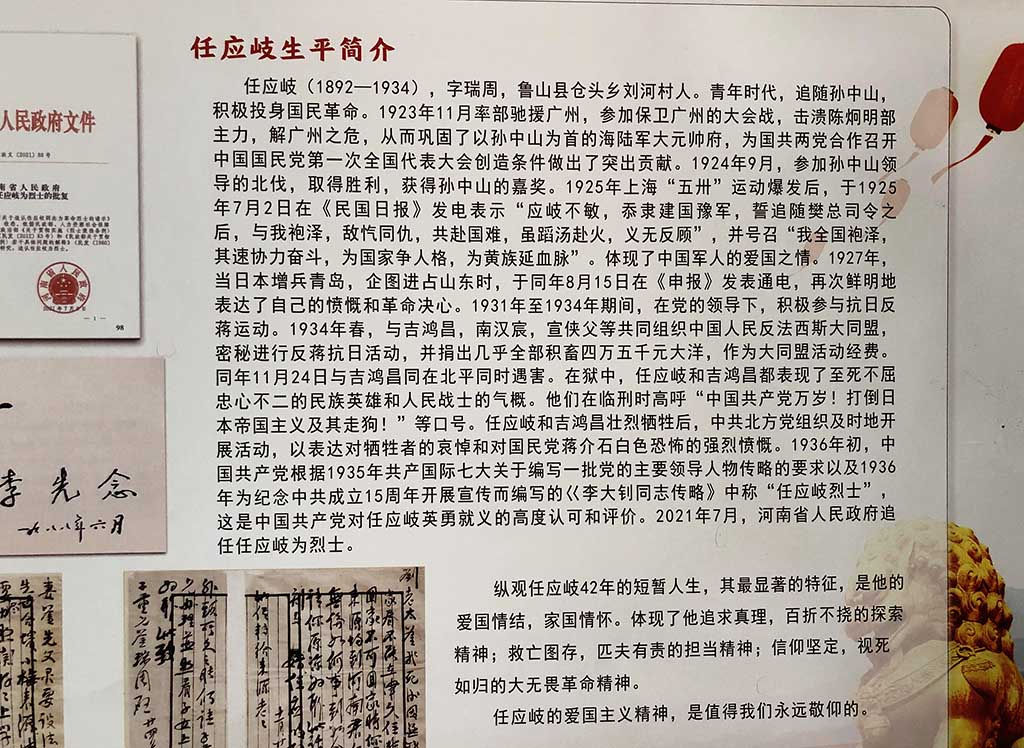 任应岐生平简介
任应岐（1892—1934），字瑞周，鲁山县仓头乡刘河村人。青年时代，追随孙中山，
积极投身国民革命。1923年11月率部驰援广州，参加保卫广州的大会战，击溃陈炯明部
主力，解广州之危，从而巩固了以孙中山为首的海陆军大元帅府，为国共两党合作召开
中国国民党第一次全国代表大会创造条件做出了突出贡献。1924年9月，参加孙中山领
导的北伐，取得胜利，获得孙中山的嘉奖。1925年上海“五卅”运动爆发后，于1925
年7月2日在《民国日报》发电表示“应岐不敏，忝隶建国豫军，誓追随樊总司令之
后，与我袍泽，敌忾同仇，共赴国难，虽蹈汤赴火，义无反顾”，并号召“我全国袍泽，
其速协力奋斗，为国家争人格，为黄族延血脉”。体现了中国军人的爱国之情。1927年，
当日本增兵青岛，企图进占山东时，于同年8月15日在《申报》发表通电，再次鲜明地
表达了自己的愤慨和革命决心。1931年至1934年期间，在党的领导下，积极参与抗日反
蒋运动。1934年春，与吉鸿昌，南汉宸，宣侠父等共同组织中国人民反法西斯大同盟，
密秘进行反蒋抗日活动，并捐出几乎全部积畜四万五千元大洋，作为大同盟活动经费。
同年11月24日与吉鸿昌同在北平同时遇害。在狱中，任应岐和吉鸿昌都表现了至死不屈
忠心不二的民族英雄和人民战士的气概。他们在临刑时高呼“中国共产党万岁！打倒日
本帝国主义及其走狗！”等口号。任应岐和吉鸿昌壮烈牺牲后，中共北方党组织及时地开
展活动，以表达对牺牲者的哀悼和对国民党蒋介石白色恐怖的强烈愤慨。1936年初，中
国共产党根据1935年共产国际七大关于编写一批党的主要领导人物传略的要求以及1936
年为纪念中共成立15周年开展宣传而编写的《李大钊同志传略》中称“任应岐烈士”，
这是中国共产党对任应岐英勇就义的高度认可和评价。2021年7月，河南省人民政府追
任任应岐为烈士。
纵观任应岐42年的短暂人生，其最显著的特征，是他的
爱国情结，家国情怀。体现了他追求真理，百折不挠的探索
精神；救亡图存，匹夫有责的担当精神；信仰坚定，视死
如归的大无畏革命精神。
任应岐的爱国主义精神，是值得我们永远敬仰的。
人民政府文件
南省人民政府
任应岐为烈士的批复
98
李先念
一九八八年六月